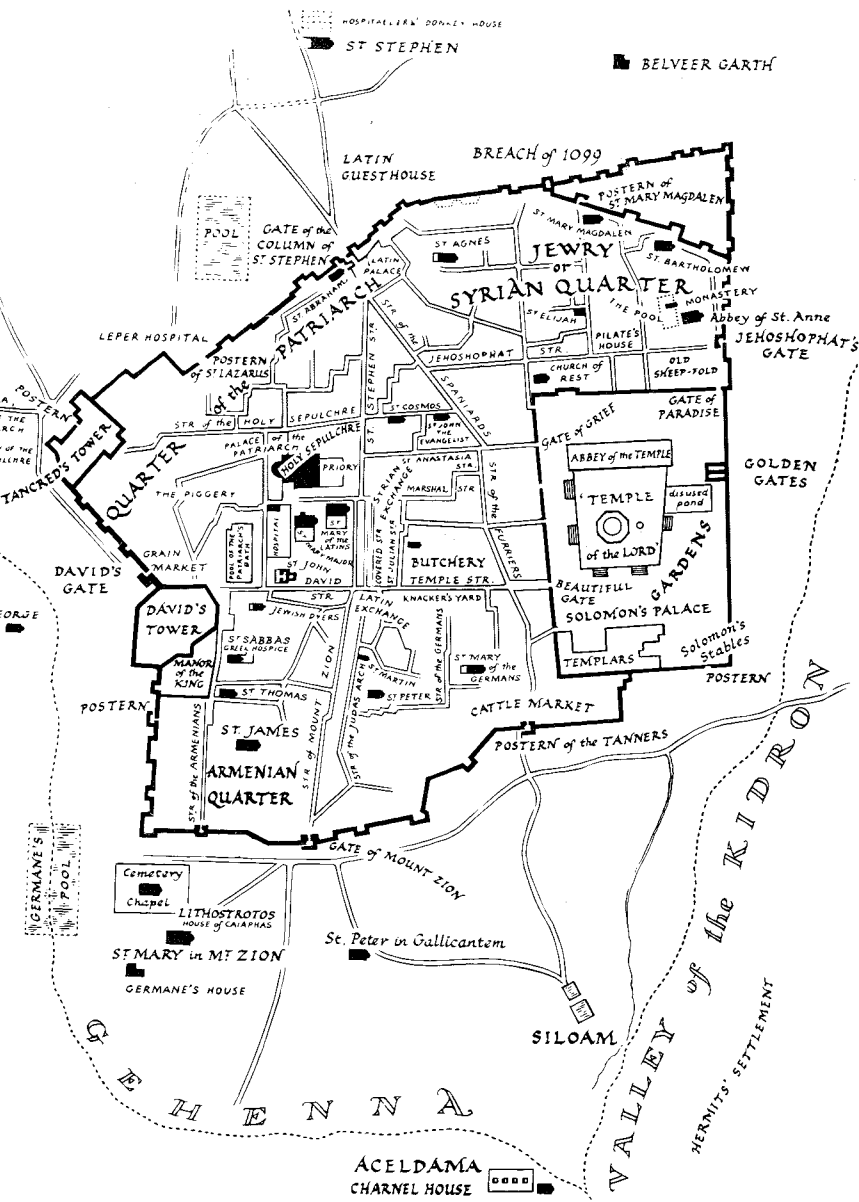 HOSPITALLERS' DONKEY HOUSE
ST STEPHEN
BELVEER GARTH
BREACH of 1099
LATIN
GUESTHOUSE
POSTERN of
ST MARY MAGDALEN
POOL
GATE of the
COLUMN of
ST STEPHEN
ST MARY MAGDALEN
ST AGNES
JEWRY
or
SYRIAN QUARTER
ST. BARTHOLOMEW
LATIN
PALACE
ST ABRAHAM
MONASTERY
THE POOL
Abbey of St. Anne
ST ELIJAH
PILATE'S
HOUSE
JEHOSHOPHAT'S
GATE
LEPER HOSPITAL
QUARTER
of the
PATRIARCH
POSTERN
of ST LAZARUS
STR of the
SPANIARDS
JEHOSHOPHAT STR.
CHURCH of
REST
OLD
SHEEP-FOLD
ST. STEPHEN STR
POSTERN
TANCRED'S TOWER
STR of the HOLY SEPULCHRE
ST COSMOS
ST JOHN
THE
EVANGELIST
GATE of GRIEF
GATE of
PARADISE
PALACE of the
PATRIARCH
HOLY SEPULCHRE
PRIORY
ST ANASTASIA
STR.
ABBEY of the TEMPLE
GOLDEN
GATES
THE PIGGERY
SYRIAN
EXCHANGE
MARSHAL STR
STR of the
FURRIERS
'TEMPLE
of the LORD'
disused
pond
GARDENS
GRAIN
MARKET
POOL of the
PATRIARCH'S
BATH
HOSPITAL
ST
MARY MAJOR
ST
MARY
of the
LATINS
COVERED STR
ST JULIAN STR
BUTCHERY
TEMPLE STR.
DAVID'S
GATE
ST JOHN
DAVID
STR.
BEAUTIFUL
GATE
KNACKER'S YARD
DAVID'S
TOWER
JEWISH DYERS
LATIN
EXCHANGE
SOLOMON'S PALACE
Solomon's
Stables
TEMPLARS
EORGE
ST SABBAS
GREEK HOSPICE
ST MARTIN
ST PETER
STR of the GERMANS
ST MARY
of the
GERMANS
MANOR
of the
KING
ST THOMAS
POSTERN
POSTERN
CATTLE MARKET
ST. JAMES
STR of the ARMENIANS
ARMENIAN
QUARTER
STR of MOUNT ZION
STR of the JUDAS ARCH
POSTERN of the TANNERS
GATE of MOUNT ZION
GERMANE'S
POOL
Cemetery
Chapel
LITHOSTROTOS
HOUSE of CAIAPHAS
ST MARY in MT ZION
GERMANE'S HOUSE
St. Peter in Gallicantem
SILOAM
VALLEY of the KIDRON
HERMITS' SETTLEMENT
GEHENNA
ACELDAMA
CHARNEL HOUSE